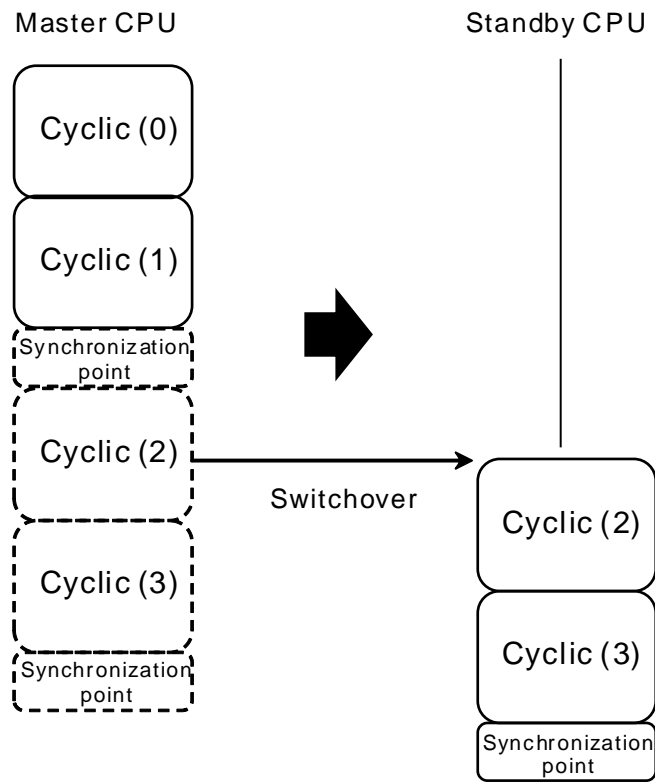 Master CPU
Standby CPU
Cyclic (0)
Cyclic (1)
Synchronization
point
Cyclic (2)
Switchover
Cyclic (3)
Synchronization
point
Cyclic (2)
Cyclic (3)
Synchronization
point